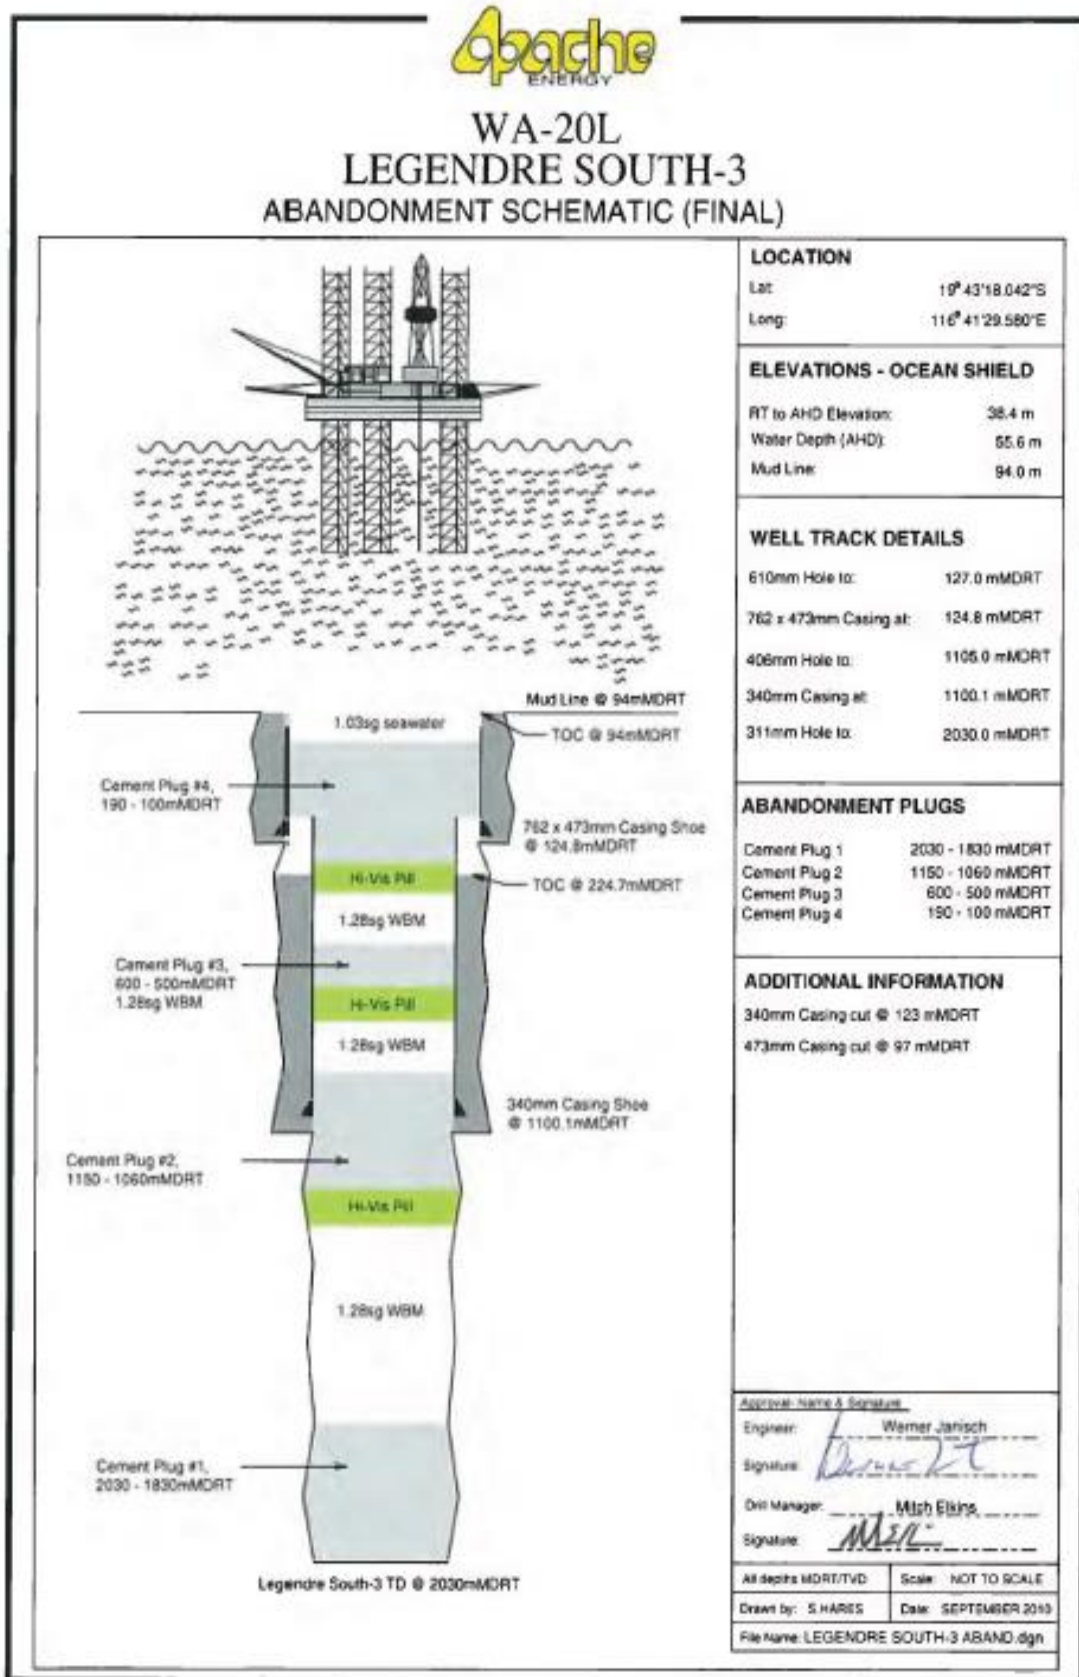 Apache
ENERGY
WA-20L
LEGENDRE SOUTH-3
ABANDONMENT SCHEMATIC (FINAL)
LOCATION
Lat: 19° 43'18.042"S
Long: 116° 41'29.580"E
ELEVATIONS - OCEAN SHIELD
RT to AHD Elevation: 38.4 m
Water Depth (AHD): 55.6 m
Mud Line: 94.0 m
WELL TRACK DETAILS
610mm Hole to: 127.0 mMDRT
762 x 473mm Casing at: 124.8 mMDRT
406mm Hole to: 1105.0 mMDRT
340mm Casing at: 1100.1 mMDRT
311mm Hole to: 2030.0 mMDRT
ABANDONMENT PLUGS
Cement Plug 1 2030 - 1830 mMDRT
Cement Plug 2 1150 - 1060 mMDRT
Cement Plug 3 600 - 500 mMDRT
Cement Plug 4 190 - 100 mMDRT
ADDITIONAL INFORMATION
340mm Casing cut @ 123 mMDRT
473mm Casing cut @ 97 mMDRT
Mud Line @ 94mMDRT
1.03sg seawater
TOC @ 94mMDRT
Cement Plug #4,
190 - 100mMDRT
762 x 473mm Casing Shoe
@ 124.8mMDRT
Hi-Vis Pill
TOC @ 224.7mMDRT
1.28sg WBM
Cement Plug #3,
600 - 500mMDRT
1.28sg WBM
Hi-Vis Pill
1.28sg WBM
340mm Casing Shoe
@ 1100.1mMDRT
Cement Plug #2,
1150 - 1060mMDRT
Hi-Vis Pill
1.28sg WBM
Cement Plug #1,
2030 - 1830mMDRT
Legendre South-3 TD @ 2030mMDRT
Approval- Name & Signature
Engineer: Werner Janisch
Signature:
Drill Manager: Mitch Elkins
Signature:
All depths MDRT/TVD Scale: NOT TO SCALE
Drawn by: S.HARIES Date: SEPTEMBER 2010
File Name: LEGENDRE SOUTH-3 ABAND.dgn